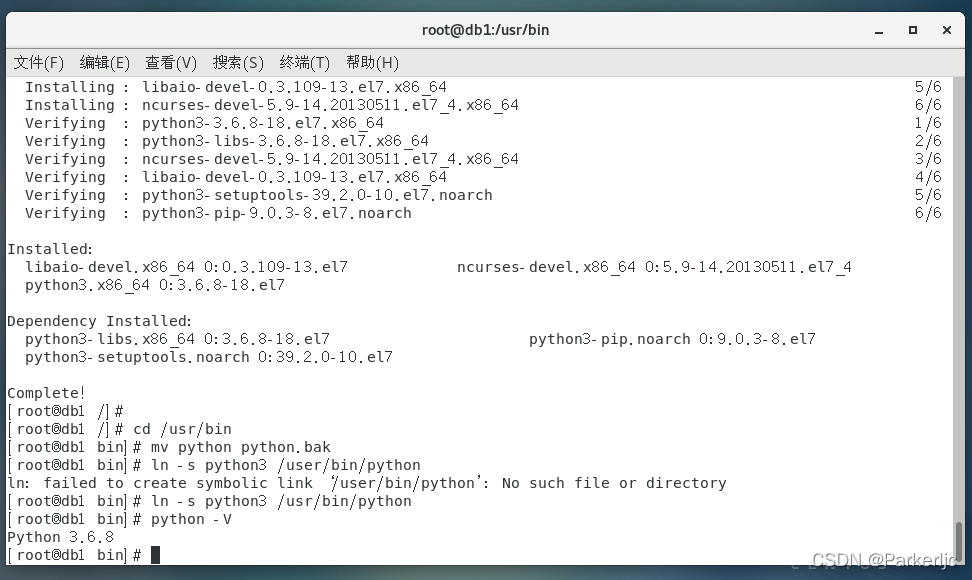 root@db1:/usr/bin
文件(F) 编辑(E) 查看(V) 搜索(S) 终端(T) 帮助(H)
Installing : libaio-devel-0.3.109-13.el7.x86_64 5/6
Installing : ncurses-devel-5.9-14.20130511.el7_4.x86_64 6/6
Verifying : python3-3.6.8-18.el7.x86_64 1/6
Verifying : python3-libs-3.6.8-18.el7.x86_64 2/6
Verifying : ncurses-devel-5.9-14.20130511.el7_4.x86_64 3/6
Verifying : libaio-devel-0.3.109-13.el7.x86_64 4/6
Verifying : python3-setuptools-39.2.0-10.el7.noarch 5/6
Verifying : python3-pip-9.0.3-8.el7.noarch 6/6
Installed:
libaio-devel.x86_64 0:0.3.109-13.el7 ncurses-devel.x86_64 0:5.9-14.20130511.el7_4
python3.x86_64 0:3.6.8-18.el7
Dependency Installed:
python3-libs.x86_64 0:3.6.8-18.el7 python3-pip.noarch 0:9.0.3-8.el7
python3-setuptools.noarch 0:39.2.0-10.el7
Complete!
[root@db1 /]#
[root@db1 /]# cd /usr/bin
[root@db1 bin]# mv python python.bak
[root@db1 bin]# ln -s python3 /user/bin/python
ln: failed to create symbolic link ‘/user/bin/python’: No such file or directory
[root@db1 bin]# ln -s python3 /usr/bin/python
[root@db1 bin]# python -V
Python 3.6.8
[root@db1 bin]#
CSDN @Parkerljc